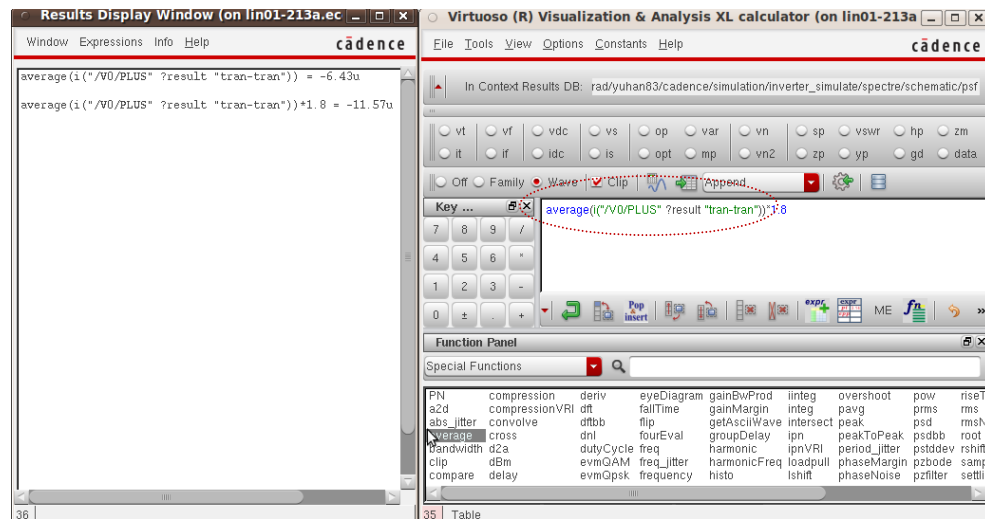 Results Display Window (on lin01-213a.ec
Window Expressions Info Help
cādence
average(i("/V0/PLUS" ?result "tran-tran")) = -6.43u
average(i("/V0/PLUS" ?result "tran-tran"))*1.8 = -11.57u
36
Virtuoso (R) Visualization & Analysis XL calculator (on lin01-213a
File Tools View Options Constants Help
cādence
In Context Results DB: rad/yuhan83/cadence/simulation/inverter_simulate/spectre/schematic/psf
vt vf vdc vs op var vn sp vswr hp zm
it if idc is opt mp vn2 zp yp gd data
Off Family Wave Clip Append
Key ...
average(i("/V0/PLUS" ?result "tran-tran"))*1.8
7 8 9 /
4 5 6 *
1 2 3 -
0 ± . +
Pop insert expr+ expr ME fn »
Function Panel
Special Functions
PN compression deriv eyeDiagram gainBwProd iinteg overshoot pow riseT
a2d compressionVRI dft fallTime gainMargin integ pavg prms rms
abs_jitter convolve dftbb flip getAsciiWave intersect peak psd rmsN
average cross dnl fourEval groupDelay ipn peakToPeak psdbb root
bandwidth d2a dutyCycle freq harmonic ipnVRI period_jitter pstddev rshift
clip dBm evmQAM freq_jitter harmonicFreq loadpull phaseMargin pzbode samp
compare delay evmQpsk frequency histo lshift phaseNoise pzfilter settli
35 Table